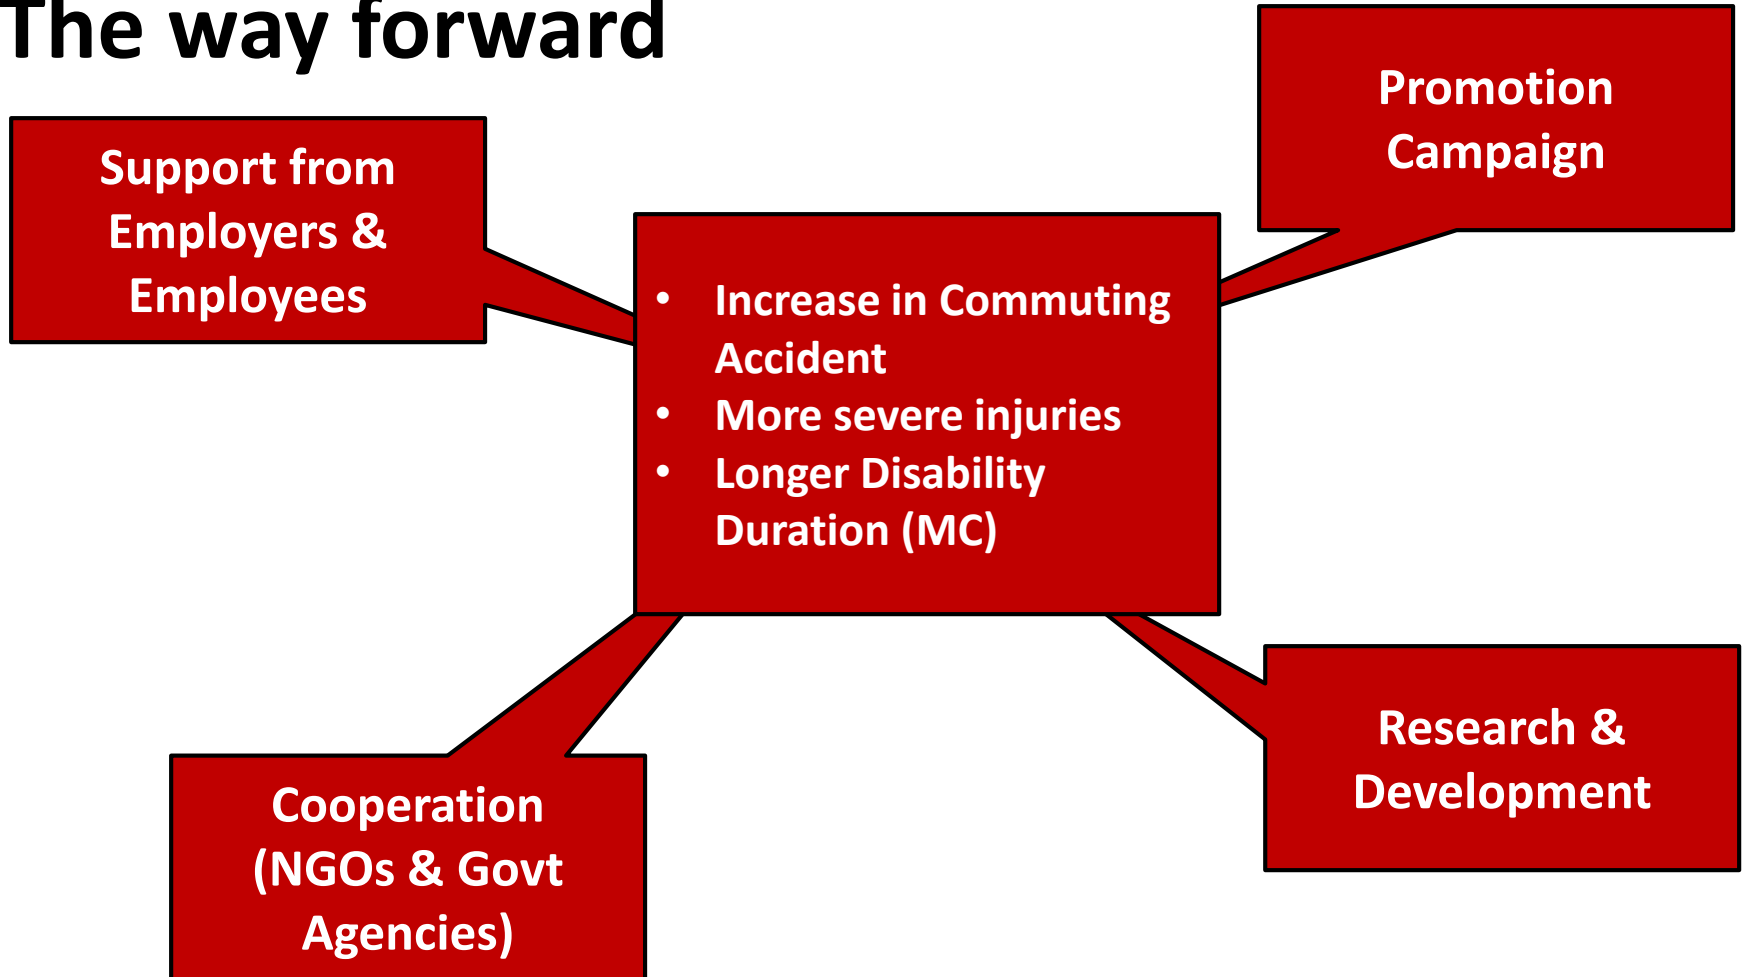 The way forward
Support from
Employers &
Employees
Promotion
Campaign
• Increase in Commuting
Accident
• More severe injuries
• Longer Disability
Duration (MC)
Cooperation
(NGOs & Govt
Agencies)
Research &
Development